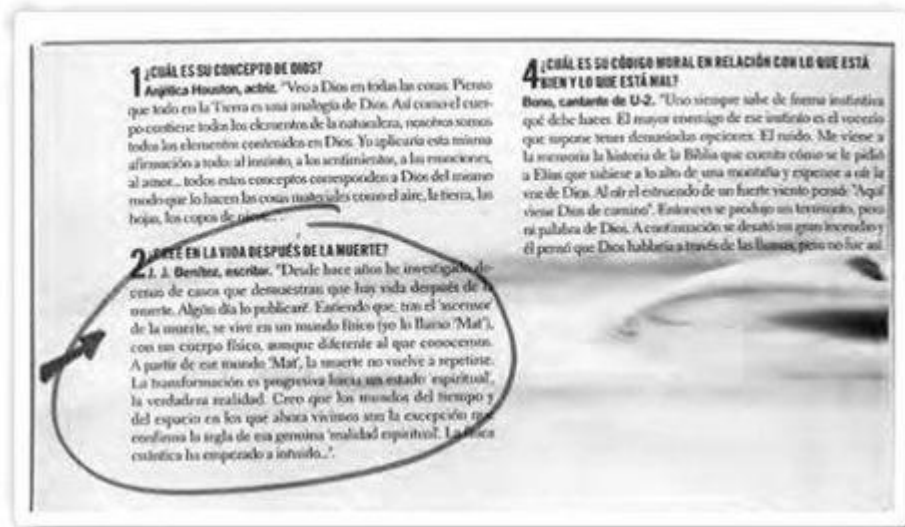 1 ¿CUÁL ES SU CONCEPTO DE DIOS?
Anjélica Houston, actriz. "Veo a Dios en todas las cosas. Pienso
que todo en la Tierra es una analogía de Dios. Así como el cuer-
po contiene todos los elementos de la naturaleza, nosotros somos
todos los elementos contenidos en Dios. Yo aplicaría esta misma
afirmación a todo: al instinto, a los sentimientos, a las emociones,
al amor... todos estos conceptos corresponden a Dios del mismo
modo que lo hacen las cosas materiales como el aire, la tierra, las
hojas, los copos de nieve...
2 ¿CREE EN LA VIDA DESPUÉS DE LA MUERTE?
J. J. Benítez, escritor. "Desde hace años he investigado de-
cenas de casos que demuestran que hay vida después de la
muerte. Algún día lo publicaré. Entiendo que, tras el 'ascensor'
de la muerte, se vive en un mundo físico (yo lo llamo 'Mat'),
con un cuerpo físico, aunque diferente al que conocemos.
A partir de ese mundo 'Mat', la muerte no vuelve a repetirse.
La transformación es progresiva hacia un estado 'espiritual',
la verdadera realidad. Creo que los mundos del tiempo y
del espacio en los que ahora vivimos son la excepción que
confirma la regla de esa genuina 'realidad espiritual'. La física
cuántica ha empezado a intuirlo...".
4 ¿CUÁL ES SU CÓDIGO MORAL EN RELACIÓN CON LO QUE ESTÁ
BIEN Y LO QUE ESTÁ MAL?
Bono, cantante de U-2. "Uno siempre sabe de forma instintiva
qué debe hacer. El mayor enemigo de ese instinto es el vocerío
que supone tener demasiadas opciones. El ruido. Me viene a
la memoria la historia de la Biblia que cuenta cómo se le pidió
a Elías que subiese a lo alto de una montaña y esperase a oír la
voz de Dios. Al oír el estruendo de un fuerte viento pensó: "Aquí
viene Dios de camino". Entonces se produjo un terremoto, pero
ni palabra de Dios. A continuación se desató un gran incendio y
él pensó que Dios hablaría a través de las llamas, pero no fue así.